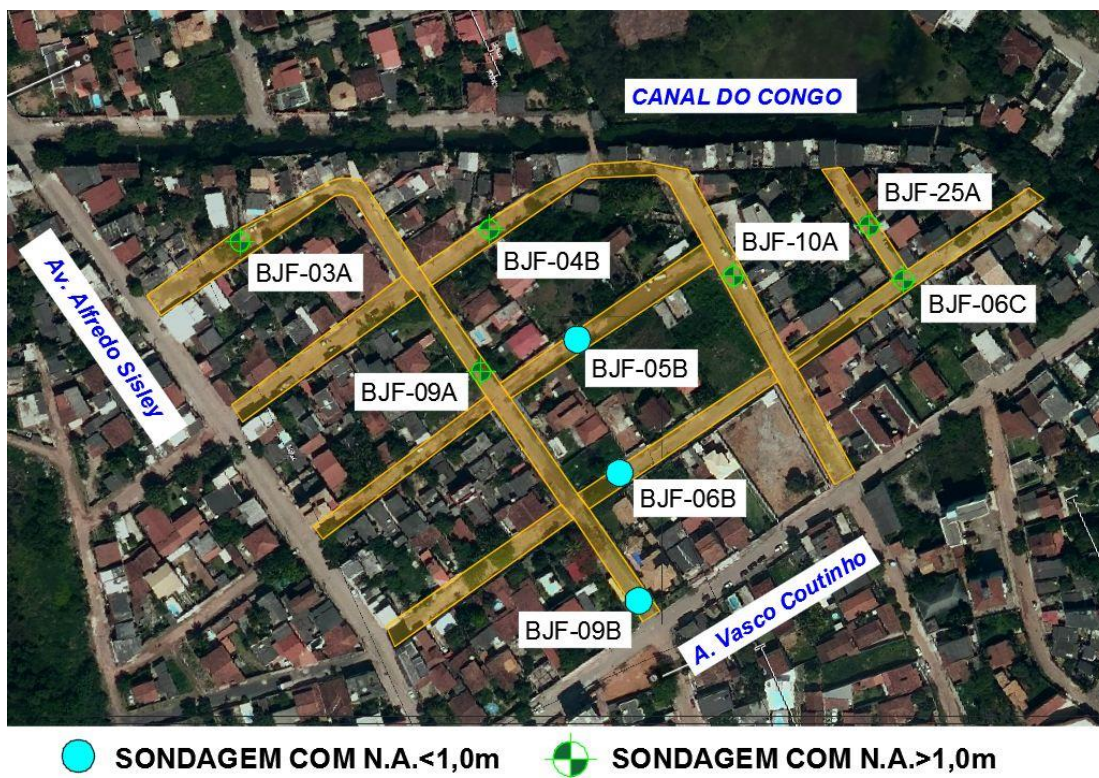 CANAL DO CONGO
BJF-25A
BJF-10A
BJF-04B
BJF-03A
BJF-06C
Av. Alfredo Sisley
BJF-05B
BJF-09A
BJF-06B
BJF-09B
A. Vasco Coutinho
SONDAGEM COM N.A.<1,0m
SONDAGEM COM N.A.>1,0m